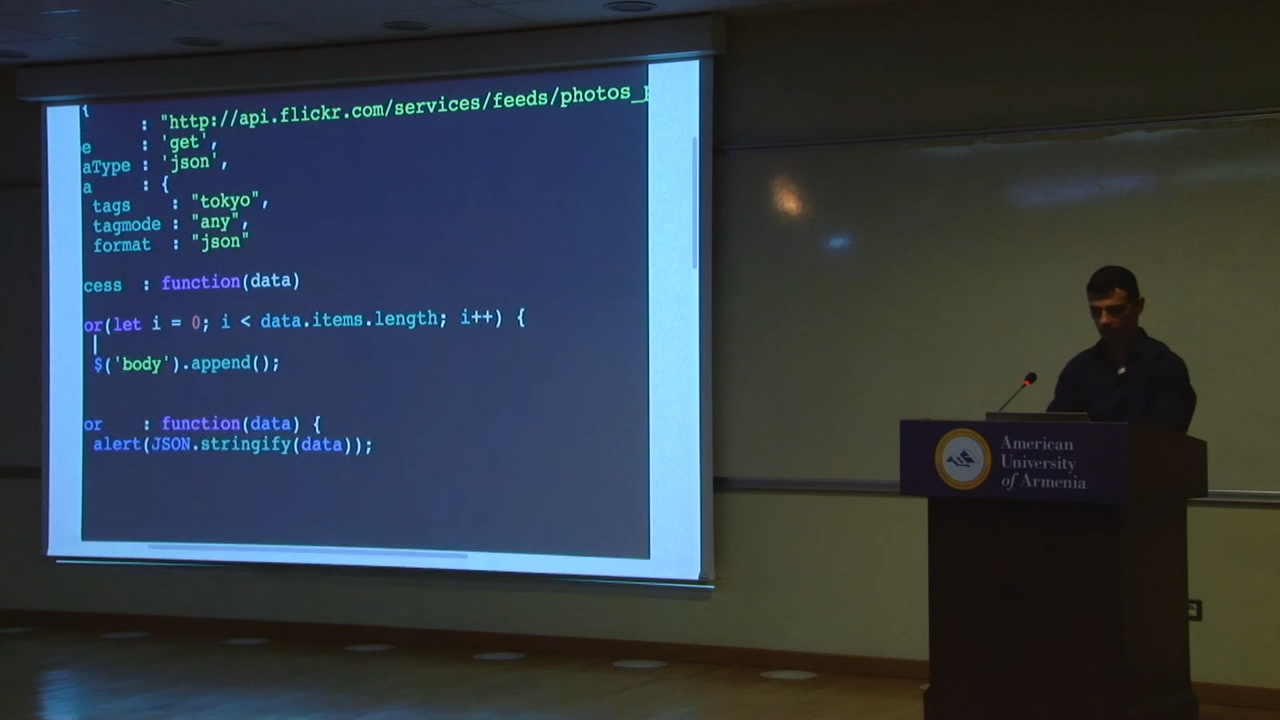 {
: "http://api.flickr.com/services/feeds/photos_p
e : 'get',
aType : 'json',
a : {
tags : "tokyo",
tagmode : "any",
format : "json"
cess : function(data)
or(let i = 0; i < data.items.length; i++) {
$('body').append();
or : function(data) {
alert(JSON.stringify(data));
American
University
of Armenia